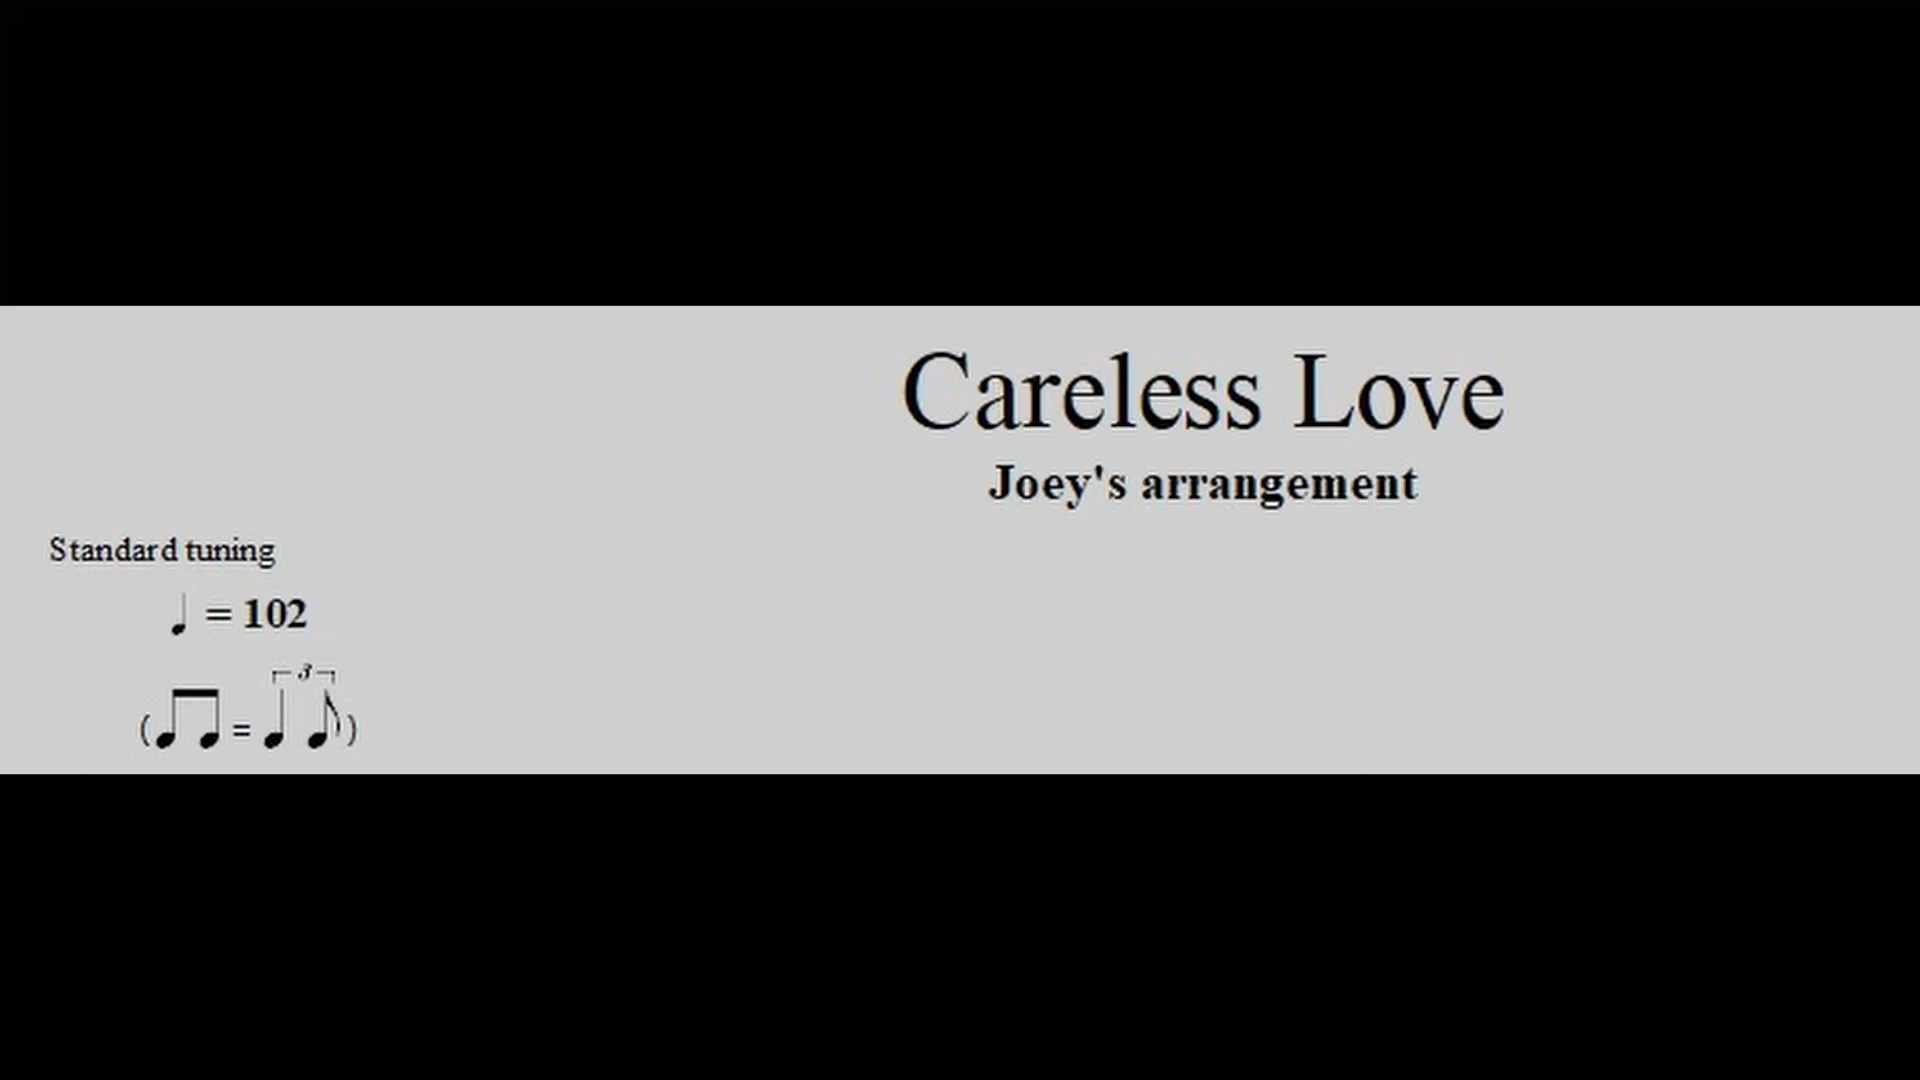 Careless Love
Joey's arrangement
Standard tuning
♩ = 102
(♫ = ♩ 3 ♪)